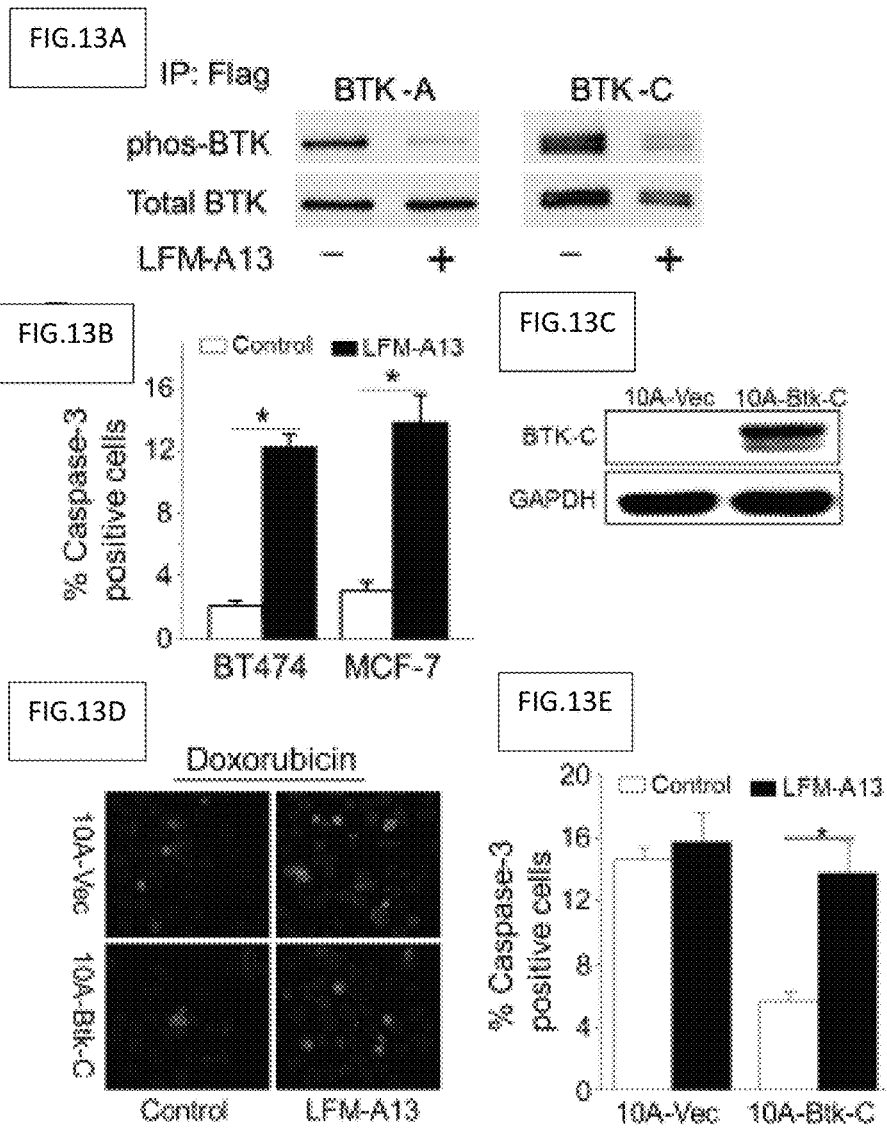 FIG.13A
IP: Flag
BTK-A
BTK-C
phos-BTK
Total BTK
LFM-A13
− + − +
FIG.13B
Control LFM-A13
* *
% Caspase-3
positive cells
16
12
8
4
0
BT474 MCF-7
FIG.13C
10A-Vec 10A-Btk-C
BTK-C
GAPDH
FIG.13D
Doxorubicin
10A-Vec
10A-Btk-C
Control LFM-A13
FIG.13E
Control LFM-A13
*
% Caspase-3
positive cells
20
16
12
8
4
0
10A-Vec 10A-Btk-C